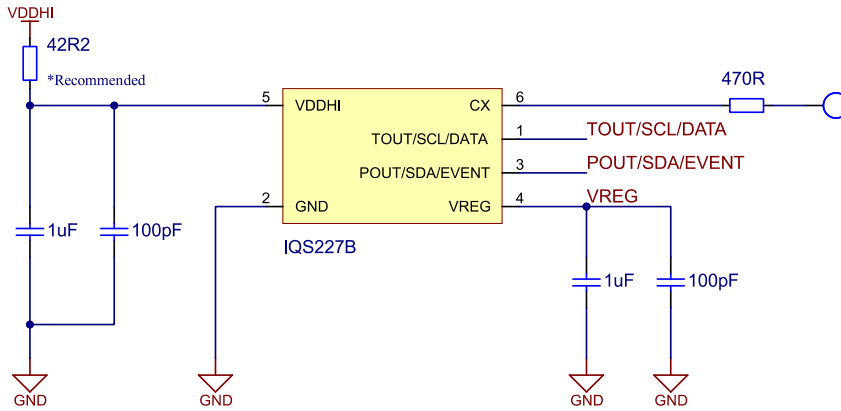 VDDHI
42R2
*Recommended
5 VDDHI CX 6 470R
TOUT/SCL/DATA 1 TOUT/SCL/DATA
POUT/SDA/EVENT 3 POUT/SDA/EVENT
2 GND VREG 4 VREG
1uF 100pF
IQS227B
1uF 100pF
GND GND GND GND